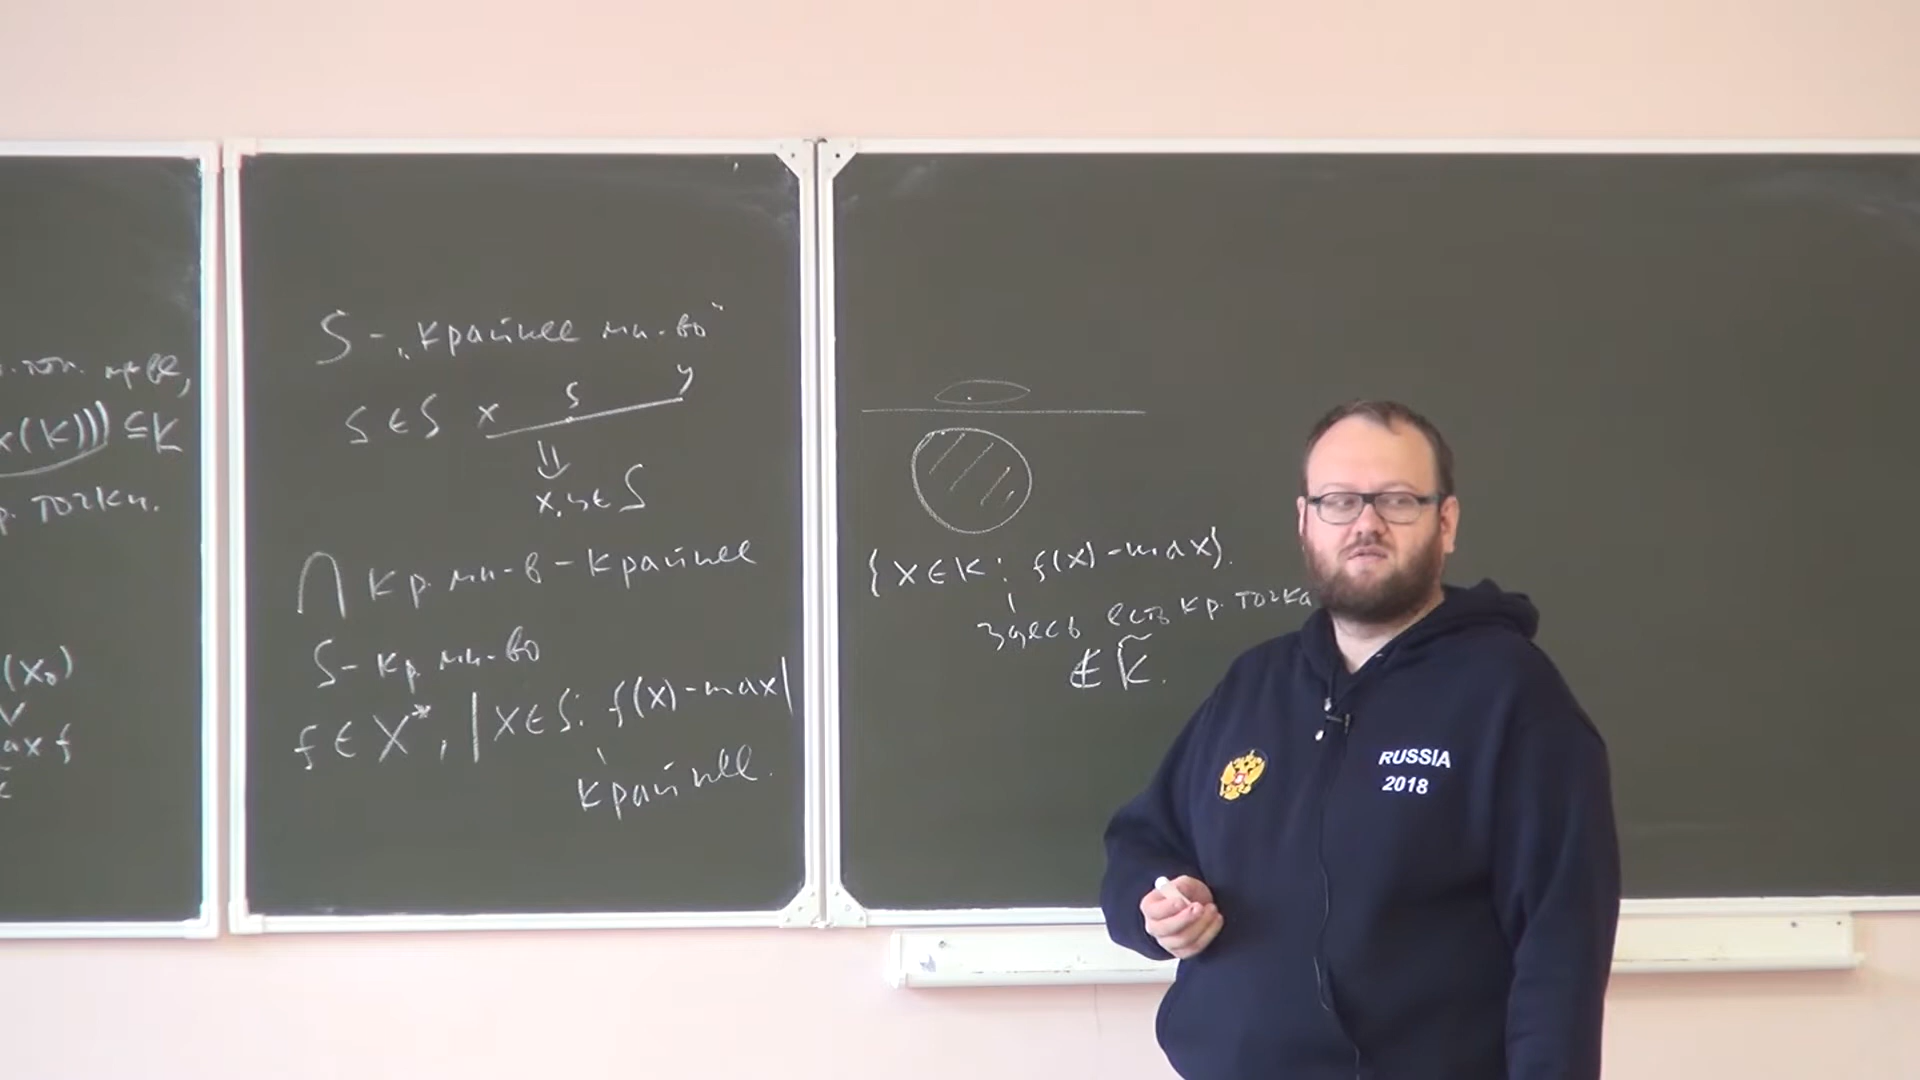 . топ. пр-ве,
x(K))) ⊆ K
р. точки.
(x₀)
∨
ax f
S - „крайнее мн-во"
s ∈ S x s y
⇓
x, y ∈ S
⋂ кр. мн-в - крайнее
S - кр. мн-во
f ∈ X*, {x ∈ S: f(x) - max}
крайнее.
{x ∈ K: f(x) - max}.
здесь есть кр. точка
∉ K̃.
RUSSIA
2018